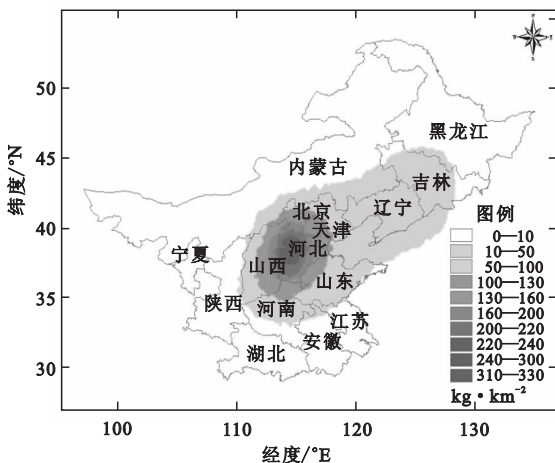 50
45
40
35
30
纬度/°N
黑龙江
内蒙古
吉林
辽宁
北京
天津
河北
宁夏
山西
山东
陕西
河南
江苏
安徽
湖北
图例
0—10
10—50
50—100
100—130
130—160
160—200
200—220
220—240
240—300
310—330
kg·km⁻²
100
110
120
130
经度/°E